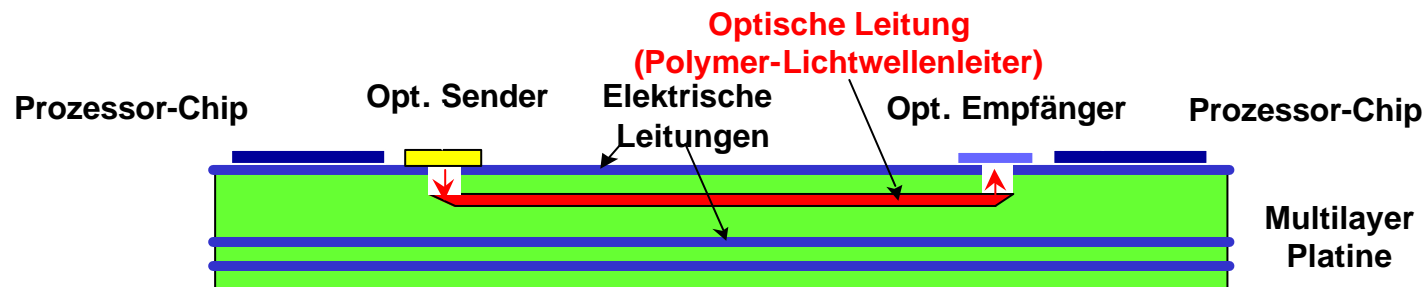 Optische Leitung
(Polymer-Lichtwellenleiter)
Prozessor-Chip
Opt. Sender
Elektrische
Leitungen
Opt. Empfänger
Prozessor-Chip
Multilayer
Platine